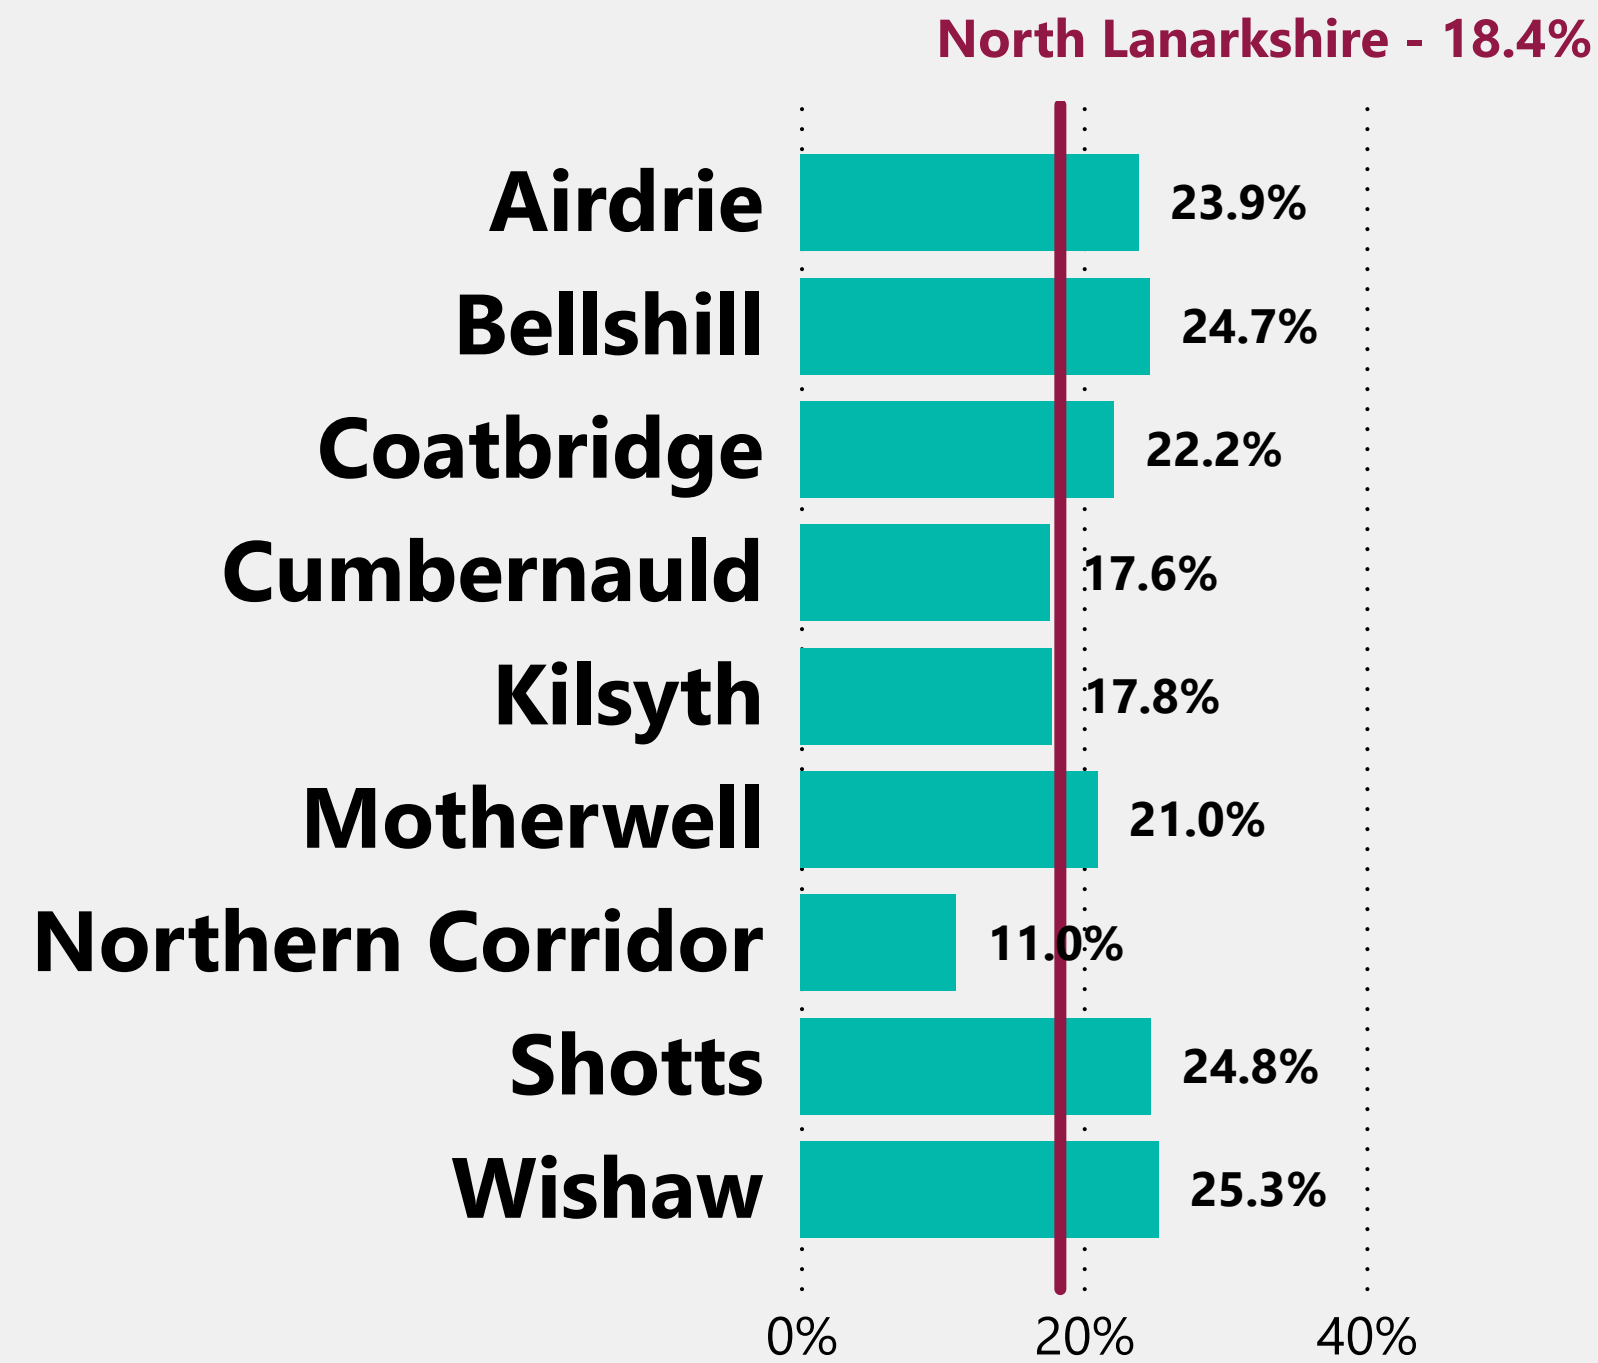 North Lanarkshire - 18.4%
Airdrie 23.9%
Bellshill 24.7%
Coatbridge 22.2%
Cumbernauld 17.6%
Kilsyth 17.8%
Motherwell 21.0%
Northern Corridor 11.0%
Shotts 24.8%
Wishaw 25.3%
0% 20% 40%